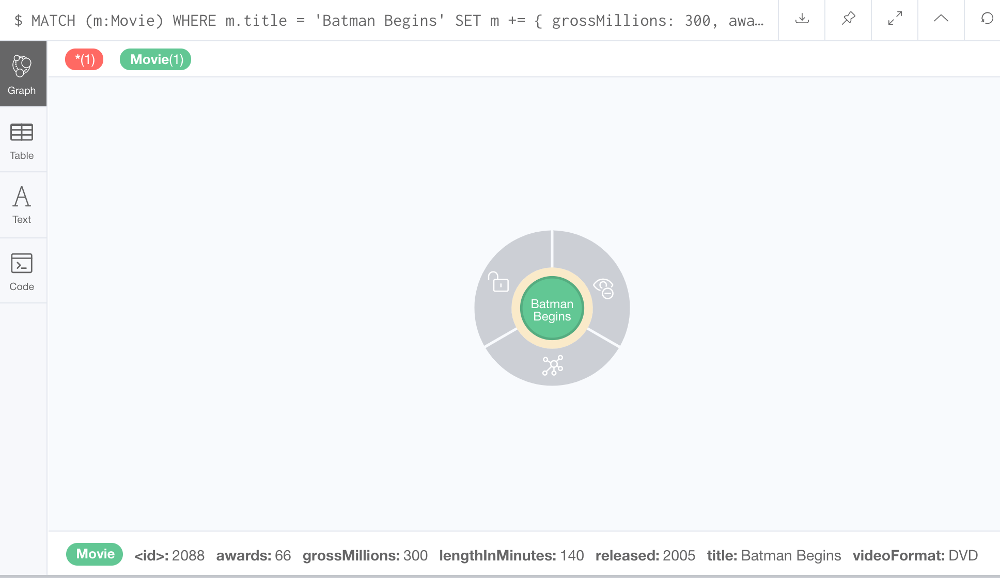 $ MATCH (m:Movie) WHERE m.title = 'Batman Begins' SET m += { grossMillions: 300, awa…
*(1) Movie(1)
Graph
Table
Text
Code
Batman
Begins
Movie <id>: 2088 awards: 66 grossMillions: 300 lengthInMinutes: 140 released: 2005 title: Batman Begins videoFormat: DVD